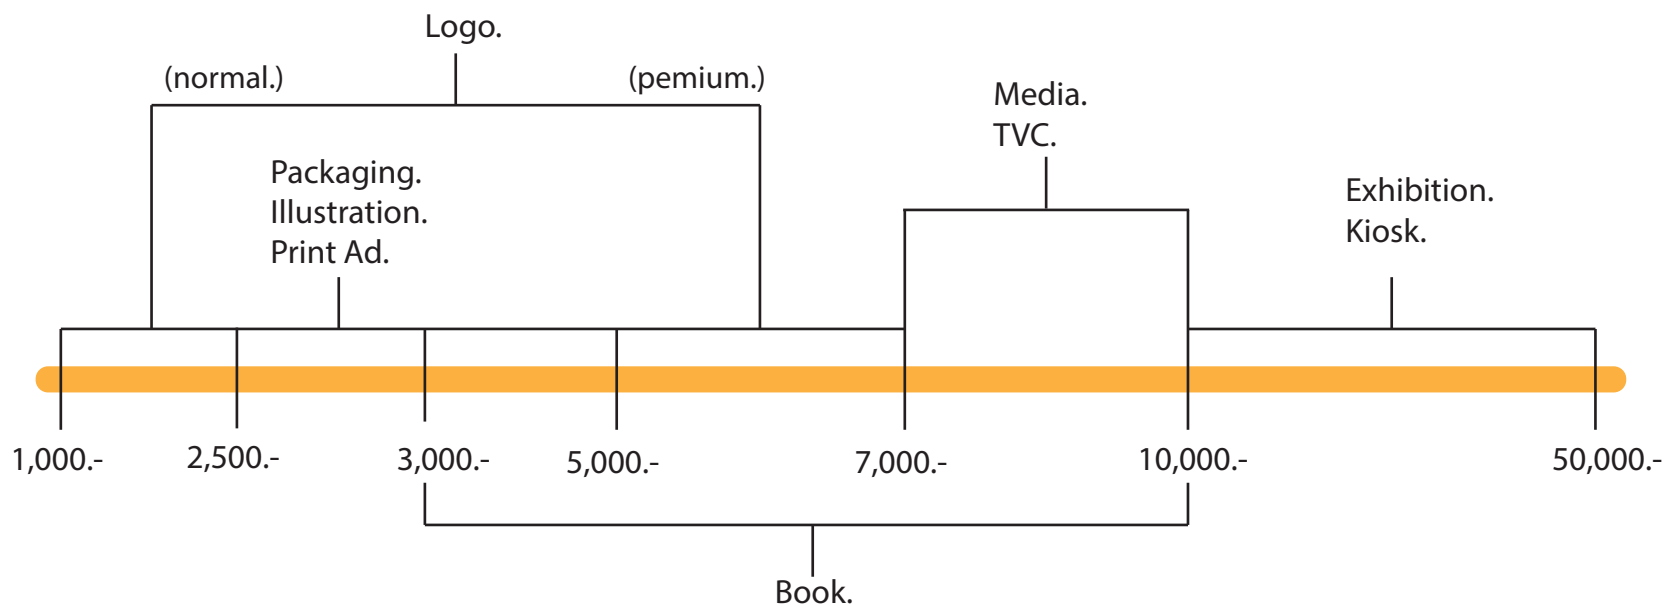 Logo.
(normal.)
(pemium.)
Media.
TVC.
Packaging.
Illustration.
Print Ad.
Exhibition.
Kiosk.
1,000.-
2,500.-
3,000.-
5,000.-
7,000.-
10,000.-
50,000.-
Book.